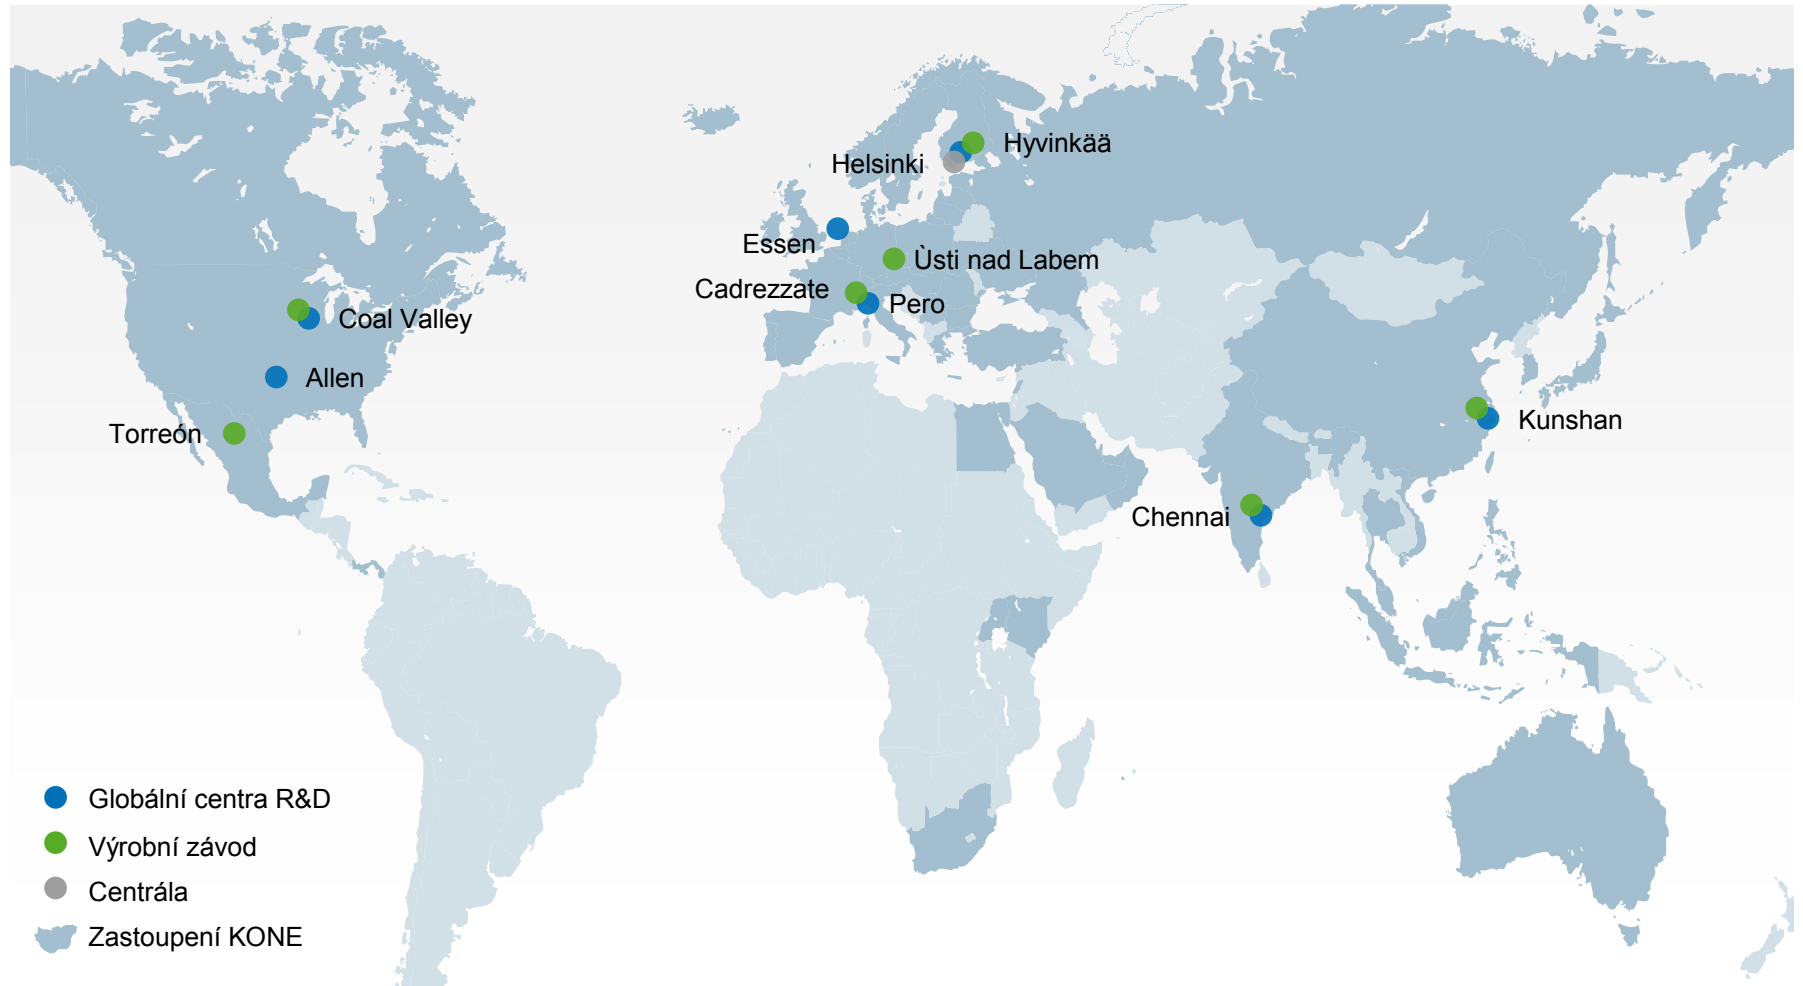 Hyvinkää
Helsinki
Essen
Ùsti nad Labem
Cadrezzate
Pero
Coal Valley
Allen
Torreón
Kunshan
Chennai
Globální centra R&D
Výrobní závod
Centrála
Zastoupení KONE